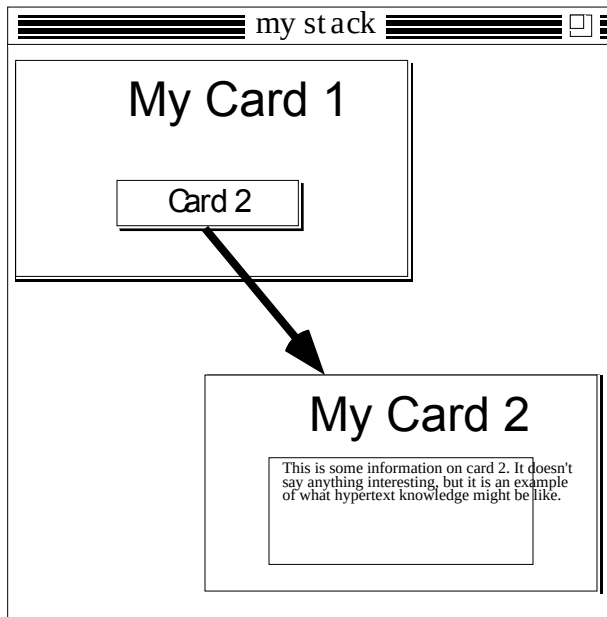 my stack
My Card 1
Card 2
My Card 2
This is some information on card 2. It doesn't
say anything interesting, but it is an example
of what hypertext knowledge might be like.